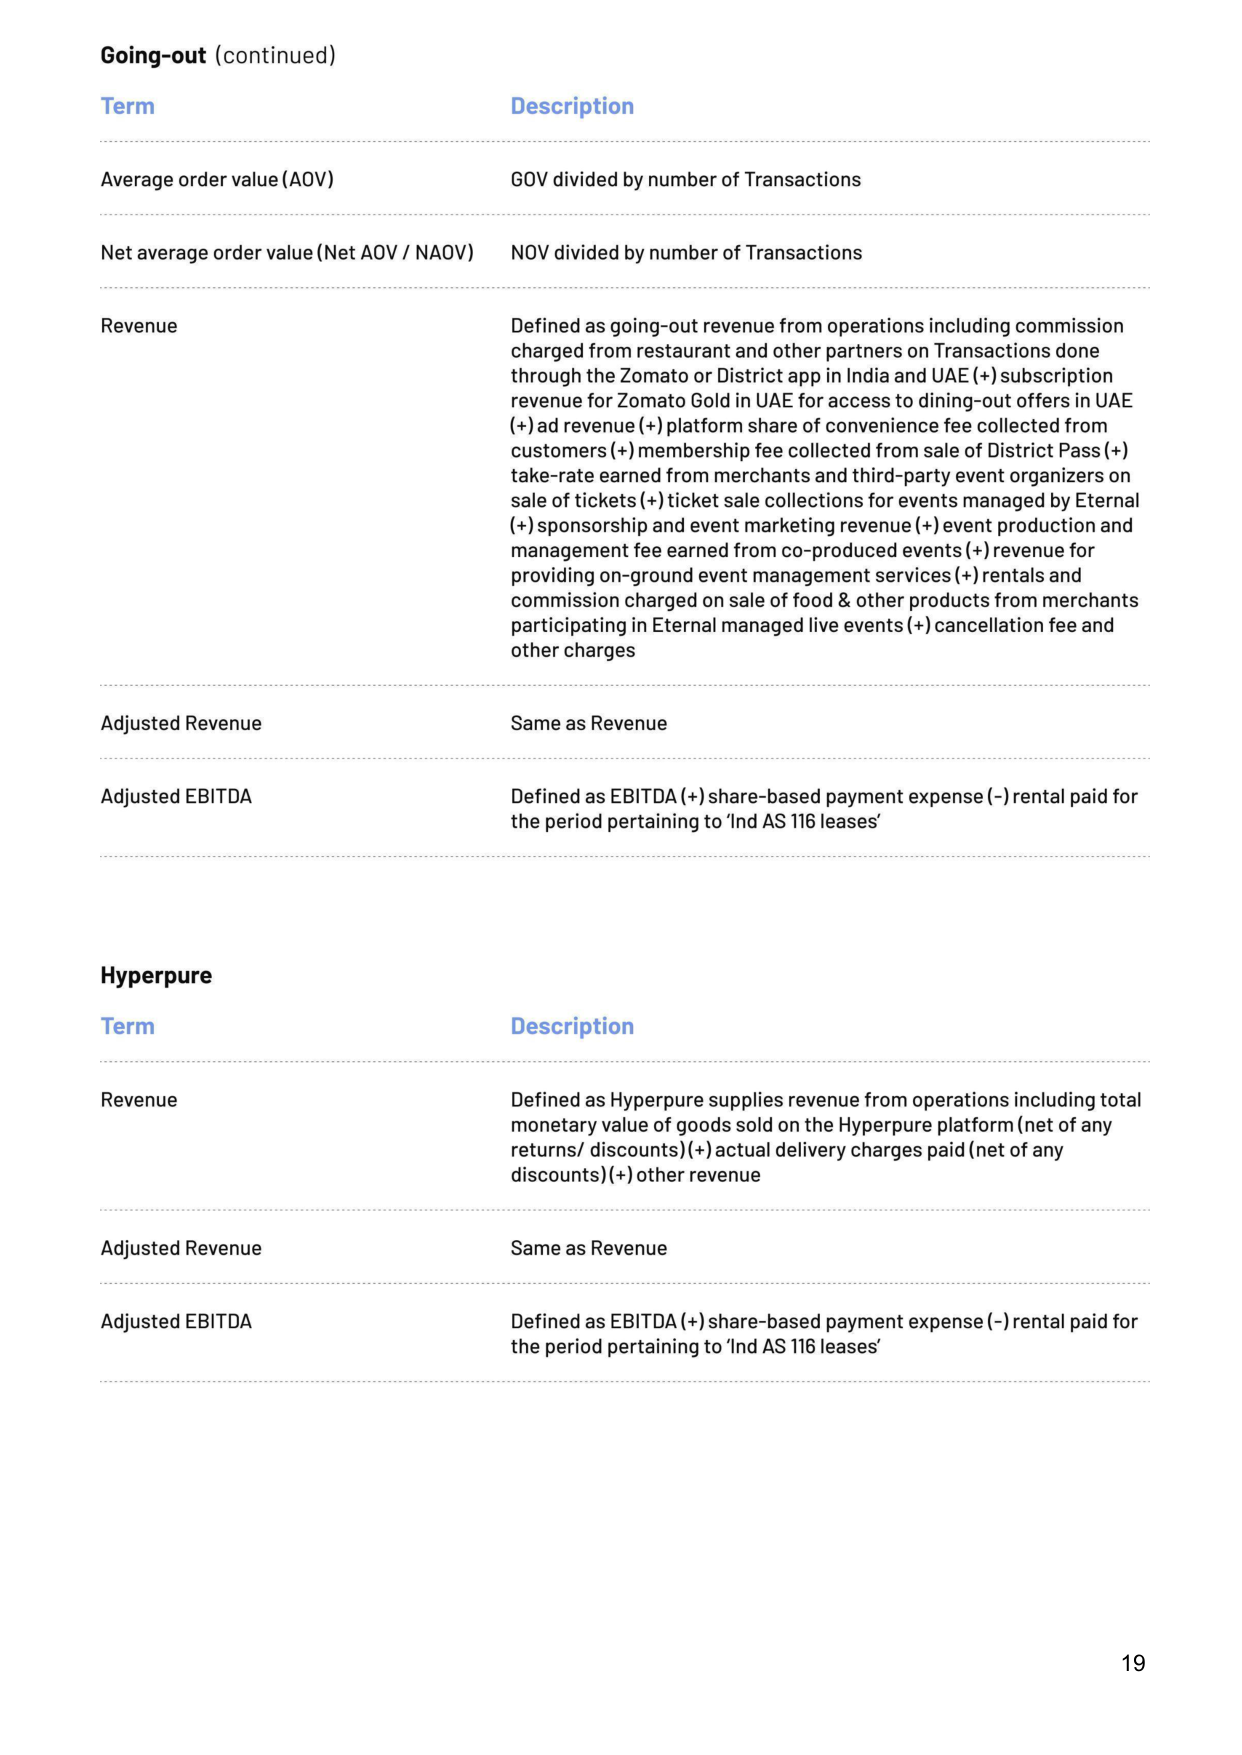 Going-out (continued)
Term Description
Average order value (AOV) GOV divided by number of Transactions
Net average order value (Net AOV / NAOV) NOV divided by number of Transactions
Revenue Defined as going-out revenue from operations including commission
charged from restaurant and other partners on Transactions done
through the Zomato or District app in India and UAE (+) subscription
revenue for Zomato Gold in UAE for access to dining-out offers in UAE
(+) ad revenue (+) platform share of convenience fee collected from
customers (+) membership fee collected from sale of District Pass (+)
take-rate earned from merchants and third-party event organizers on
sale of tickets (+) ticket sale collections for events managed by Eternal
(+) sponsorship and event marketing revenue (+) event production and
management fee earned from co-produced events (+) revenue for
providing on-ground event management services (+) rentals and
commission charged on sale of food & other products from merchants
participating in Eternal managed live events (+) cancellation fee and
other charges
Adjusted Revenue Same as Revenue
Adjusted EBITDA Defined as EBITDA (+) share-based payment expense (-) rental paid for
the period pertaining to ‘Ind AS 116 leases’
Hyperpure
Term Description
Revenue Defined as Hyperpure supplies revenue from operations including total
monetary value of goods sold on the Hyperpure platform (net of any
returns/ discounts) (+) actual delivery charges paid (net of any
discounts) (+) other revenue
Adjusted Revenue Same as Revenue
Adjusted EBITDA Defined as EBITDA (+) share-based payment expense (-) rental paid for
the period pertaining to ‘Ind AS 116 leases’
19